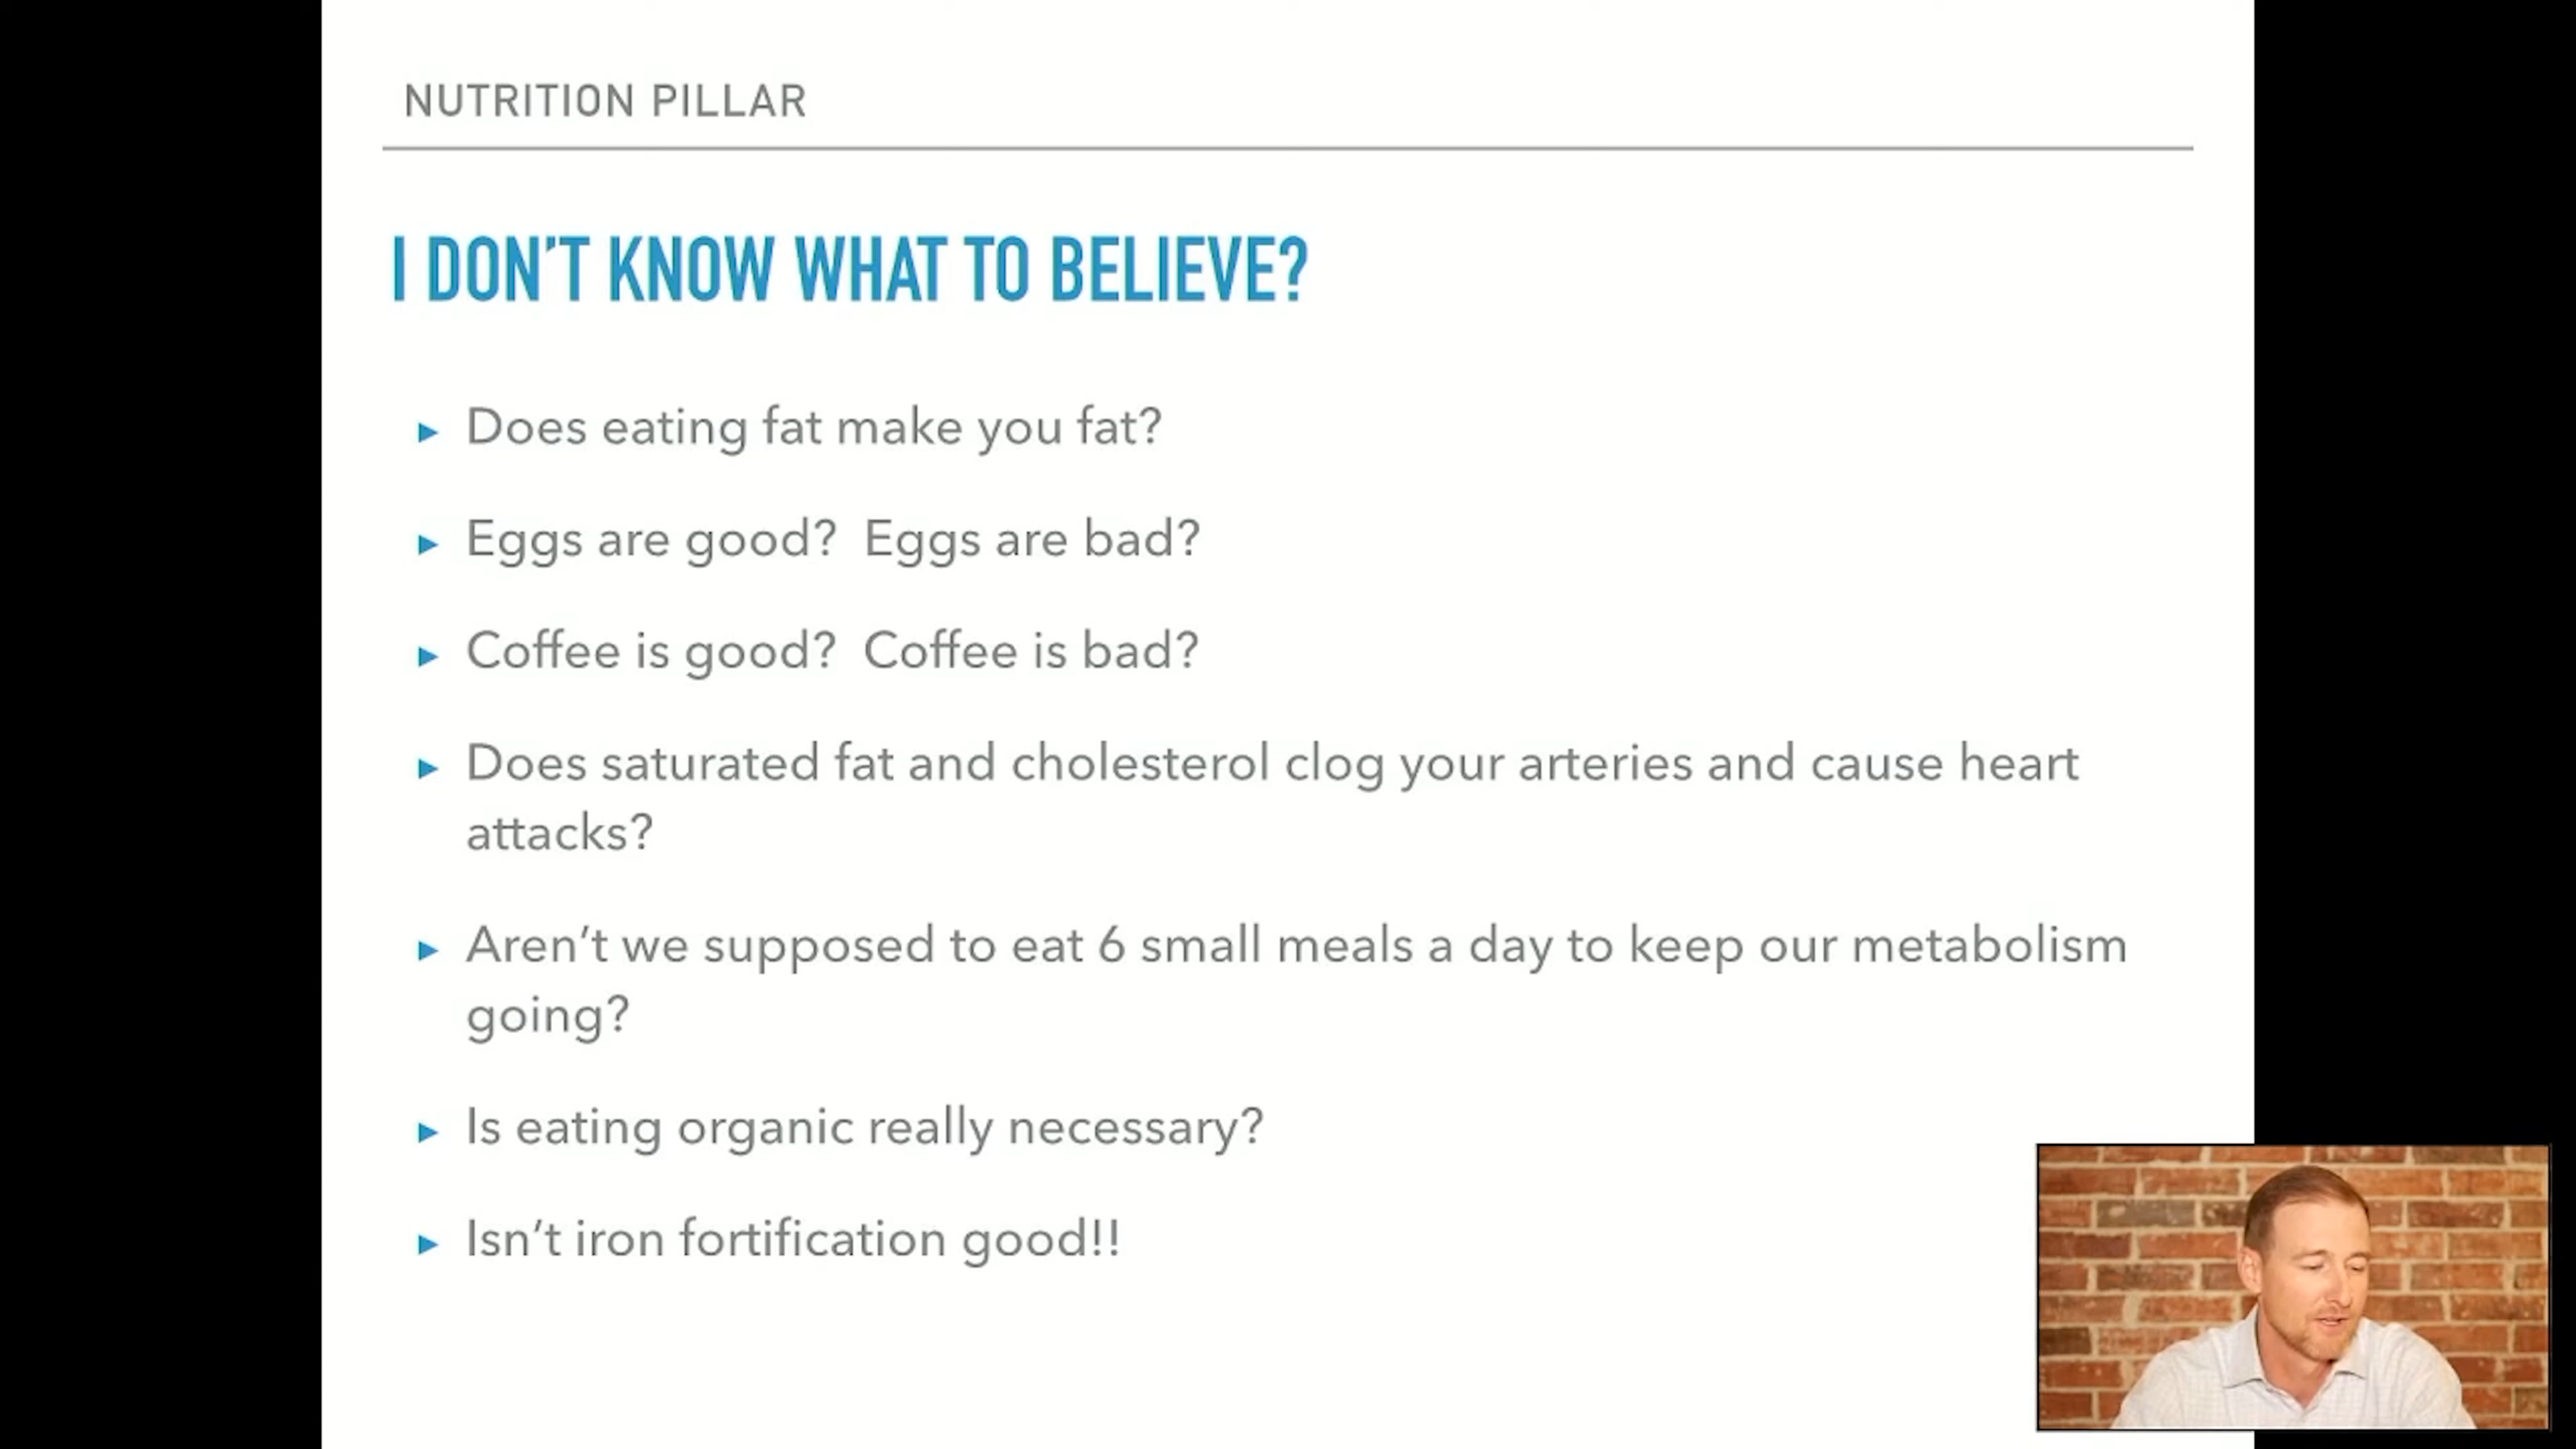 NUTRITION PILLAR
I DON'T KNOW WHAT TO BELIEVE?
▸ Does eating fat make you fat?
▸ Eggs are good?  Eggs are bad?
▸ Coffee is good?  Coffee is bad?
▸ Does saturated fat and cholesterol clog your arteries and cause heart
attacks?
▸ Aren't we supposed to eat 6 small meals a day to keep our metabolism
going?
▸ Is eating organic really necessary?
▸ Isn't iron fortification good!!